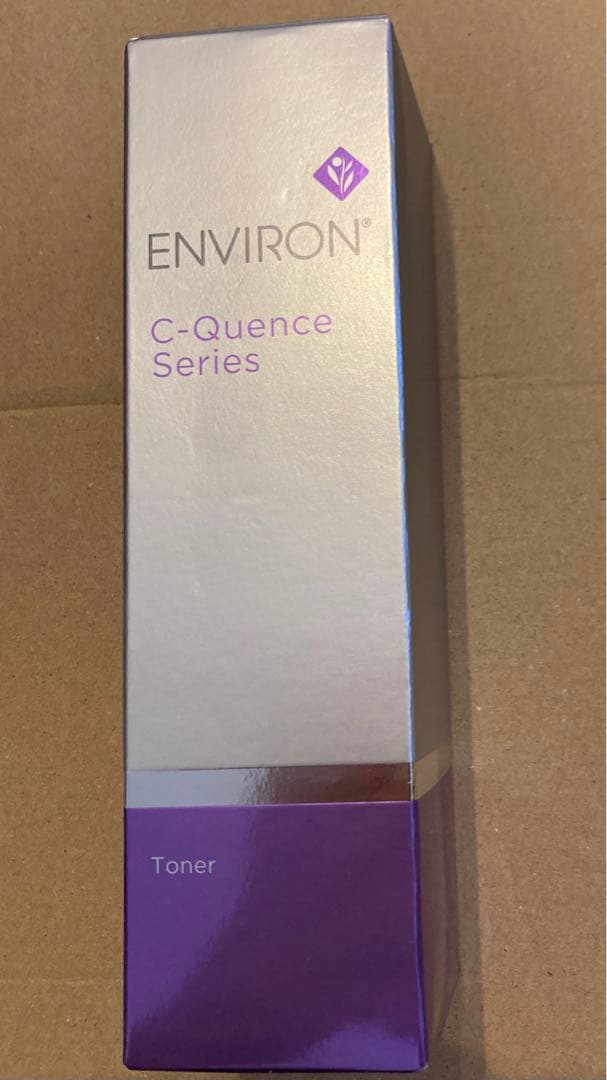 ENVIRON®
C-Quence
Series
Toner